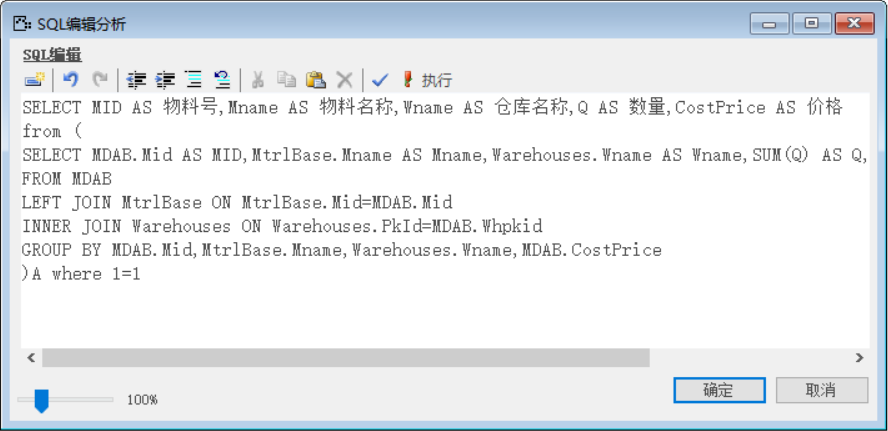 SQL编辑分析
SQL编辑
执行
SELECT MID AS 物料号,Mname AS 物料名称,Wname AS 仓库名称,Q AS 数量,CostPrice AS 价格
from (
SELECT MDAB.Mid AS MID,MtrlBase.Mname AS Mname,Warehouses.Wname AS Wname,SUM(Q) AS Q,
FROM MDAB
LEFT JOIN MtrlBase ON MtrlBase.Mid=MDAB.Mid
INNER JOIN Warehouses ON Warehouses.PkId=MDAB.Whpkid
GROUP BY MDAB.Mid,MtrlBase.Mname,Warehouses.Wname,MDAB.CostPrice
)A where 1=1
100%
确定
取消